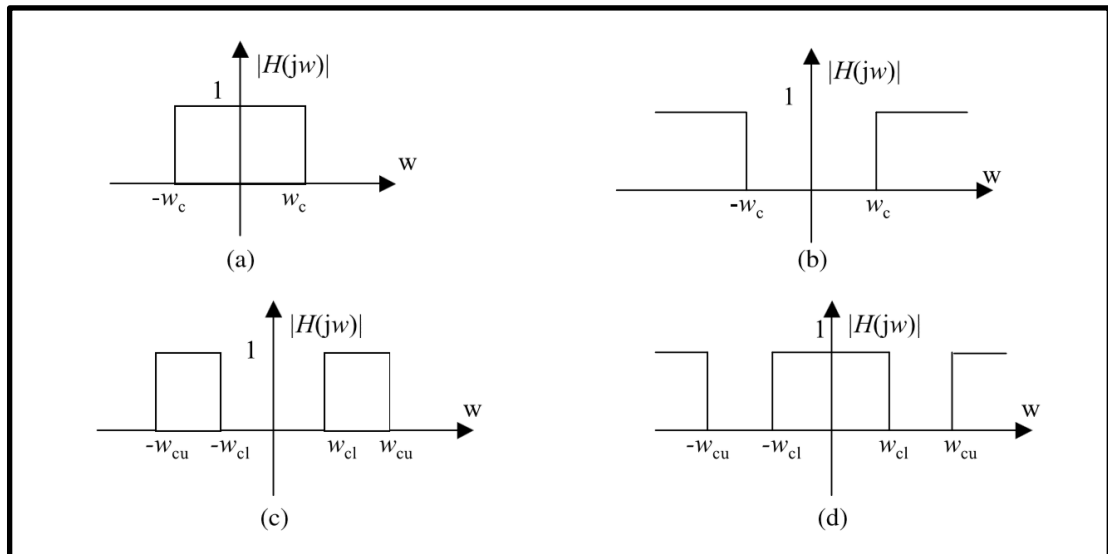 |H(jw)|
1
w
-w_c w_c
(a)
|H(jw)|
1
w
-w_c w_c
(b)
|H(jw)|
1
w
-w_cu -w_cl w_cl w_cu
(c)
|H(jw)|
1
w
-w_cu -w_cl w_cl w_cu
(d)